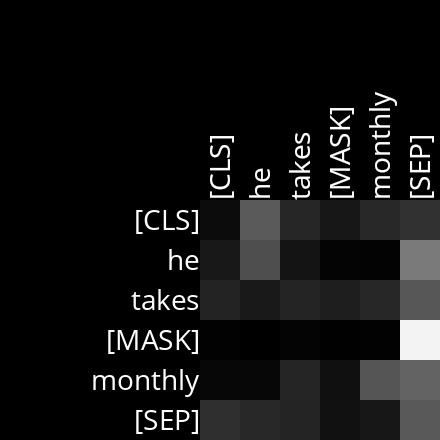 [CLS] he takes [MASK] monthly [SEP]
[CLS]
he
takes
[MASK]
monthly
[SEP]